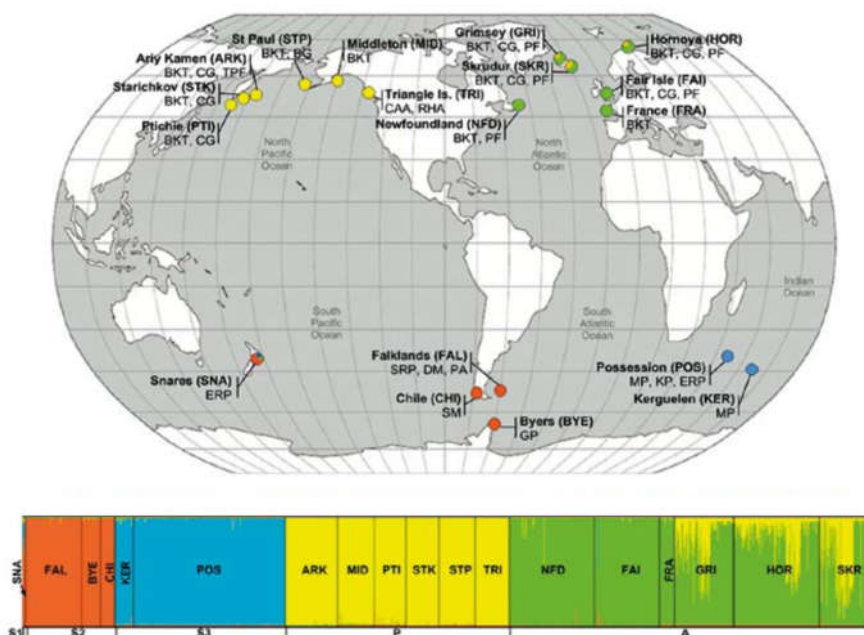 St Paul (STP)
BKT, BG
Middleton (MID)
BKT
Grimsey (GRI)
BKT, CG, PF
Hornoya (HOR)
BKT, CG, PF
Ariy Kamen (ARK)
BKT, CG, TPF
Skrudur (SKR)
BKT, CG, PF
Starichkov (STK)
BKT, CG
Triangle Is. (TRI)
CAA, RHA
Fair Isle (FAI)
BKT, CG, PF
Ptichie (PTI)
BKT, CG
Newfoundland (NFD)
BKT, PF
France (FRA)
BKT
North
Pacific
Ocean
North
Atlantic
Ocean
Indian
Ocean
South
Pacific
Ocean
South
Atlantic
Ocean
Snares (SNA)
ERP
Falklands (FAL)
SRP, DM, PA
Chile (CHI)
SM
Byers (BYE)
GP
Possession (POS)
MP, KP, ERP
Kerguelen (KER)
MP
SNA FAL BYE CHI KER POS ARK MID PTI STK STP TRI NFD FAI FRA GRI HOR SKR
S1 S2 S3 P A